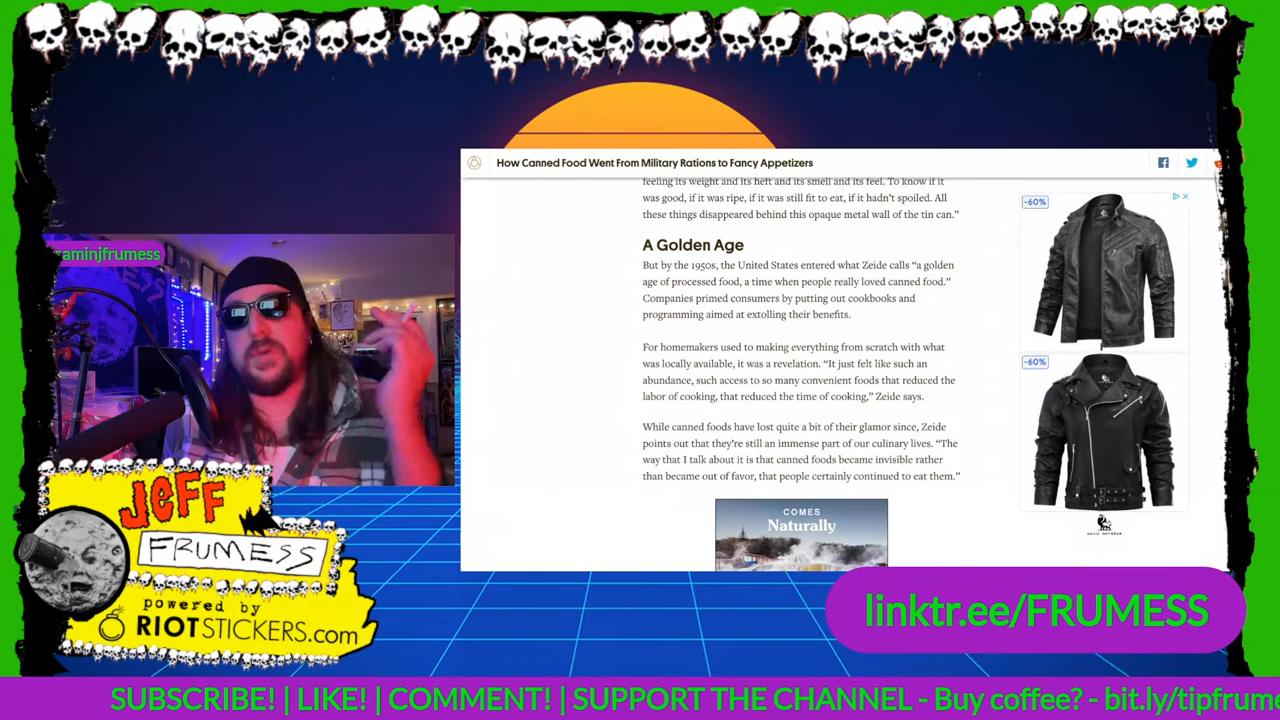 How Canned Food Went From Military Rations to Fancy Appetizers
feeling its weight and its heft and its smell and its feel. To know if it
was good, if it was ripe, if it was still fit to eat, if it hadn't spoiled. All
these things disappeared behind this opaque metal wall of the tin can.”
A Golden Age
But by the 1950s, the United States entered what Zeide calls “a golden
age of processed food, a time when people really loved canned food.”
Companies primed consumers by putting out cookbooks and
programming aimed at extolling their benefits.
For homemakers used to making everything from scratch with what
was locally available, it was a revelation. “It just felt like such an
abundance, such access to so many convenient foods that reduced the
labor of cooking, that reduced the time of cooking,” Zeide says.
While canned foods have lost quite a bit of their glamor since, Zeide
points out that they're still an immense part of our culinary lives. “The
way that I talk about it is that canned foods became invisible rather
than became out of favor, that people certainly continued to eat them.”
COMES
Naturally
-60%
-60%
saminjfrumess
JEFF
FRUMESS
powered by
RIOTSTICKERS.com
linktr.ee/FRUMESS
SUBSCRIBE! | LIKE! | COMMENT! | SUPPORT THE CHANNEL - Buy coffee? - bit.ly/tipfrume